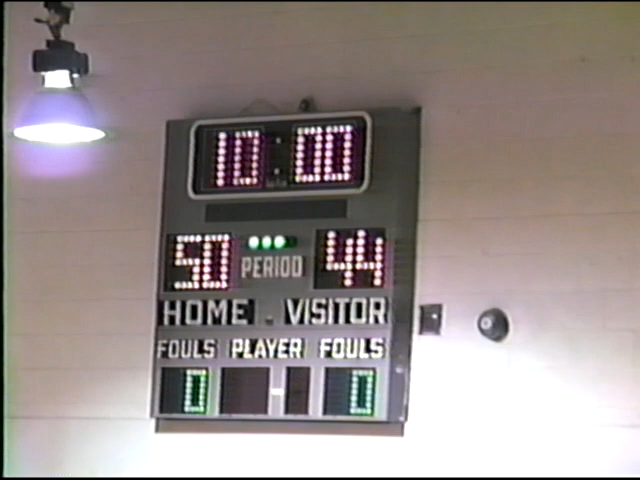 10:00
50 44
PERIOD
HOME VISITOR
FOULS PLAYER FOULS
0 0